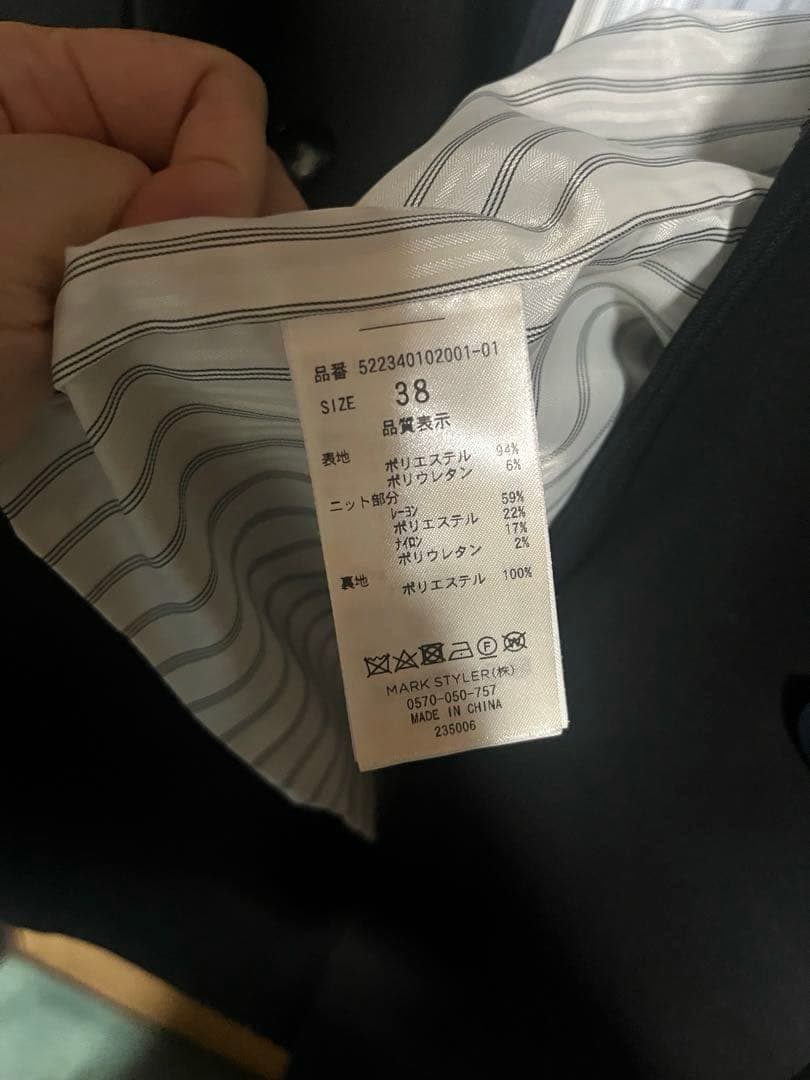 品番 522340102001-01
SIZE 38
品質表示
表地 ポリエステル 94%
ポリウレタン 6%
ニット部分
レーヨン 59%
ポリエステル 22%
ナイロン 17%
ポリウレタン 2%
裏地 ポリエステル 100%
F W
MARK STYLER(株)
0570-050-757
MADE IN CHINA
235006